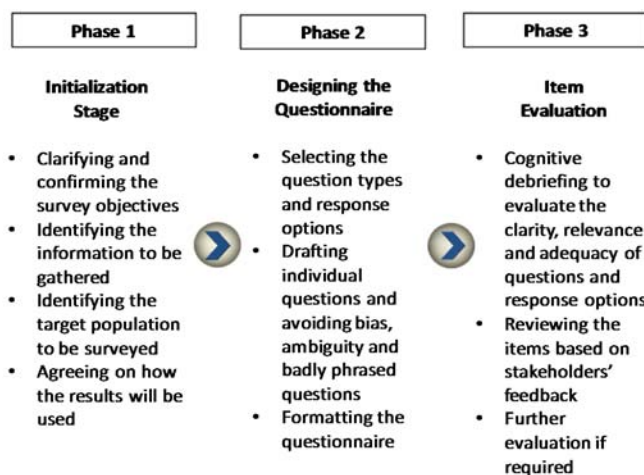 Phase 1
Initialization
Stage
• Clarifying and
confirming the
survey objectives
• Identifying the
information to be
gathered
• Identifying the
target population
to be surveyed
• Agreeing on how
the results will be
used
Phase 2
Designing the
Questionnaire
• Selecting the
question types
and response
options
• Drafting
individual
questions and
avoiding bias,
ambiguity and
badly phrased
questions
• Formatting the
questionnaire
Phase 3
Item
Evaluation
• Cognitive
debriefing to
evaluate the
clarity, relevance
and adequacy of
questions and
response options
• Reviewing the
items based on
stakeholders’
feedback
• Further
evaluation if
required